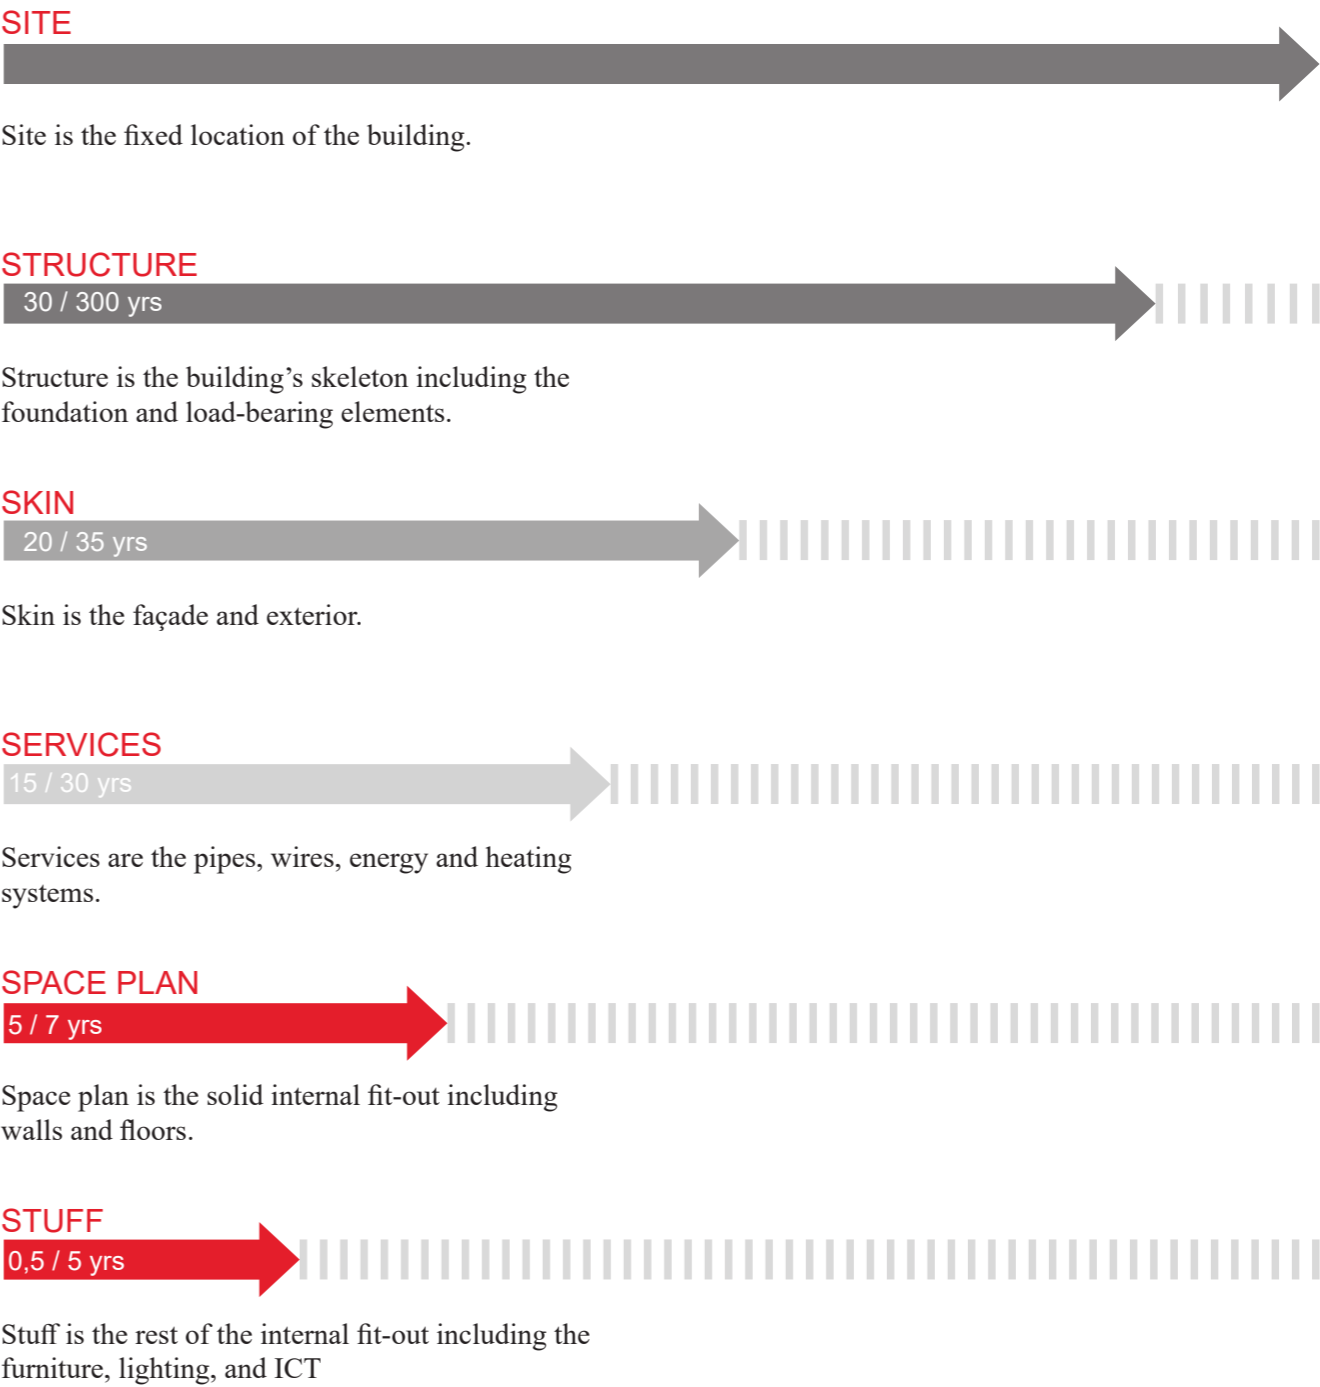 SITE
Site is the fixed location of the building.
STRUCTURE
30 / 300 yrs
Structure is the building’s skeleton including the
foundation and load-bearing elements.
SKIN
20 / 35 yrs
Skin is the façade and exterior.
SERVICES
15 / 30 yrs
Services are the pipes, wires, energy and heating
systems.
SPACE PLAN
5 / 7 yrs
Space plan is the solid internal fit-out including
walls and floors.
STUFF
0,5 / 5 yrs
Stuff is the rest of the internal fit-out including the
furniture, lighting, and ICT